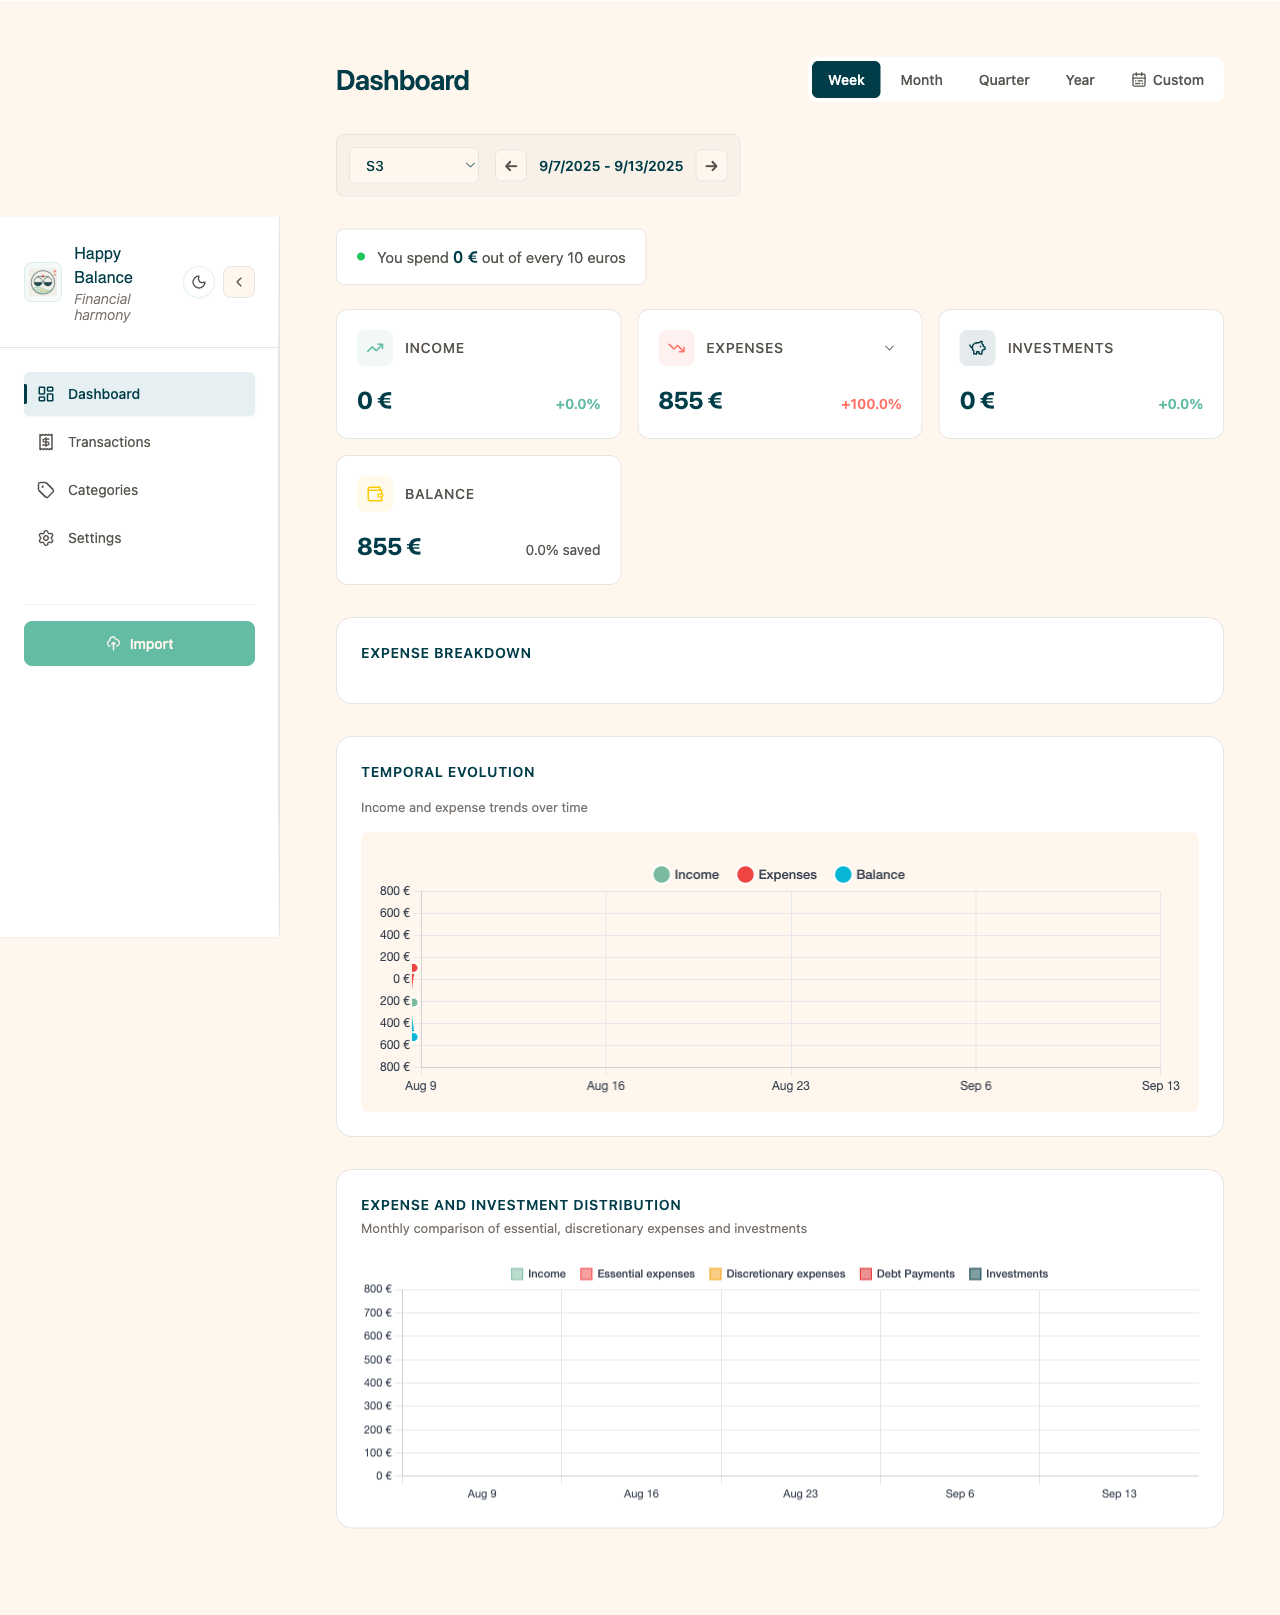 Dashboard
Week
Month
Quarter
Year
Custom
S3
9/7/2025 - 9/13/2025
You spend 0 € out of every 10 euros
Happy
Balance
Financial
harmony
Dashboard
Transactions
Categories
Settings
Import
INCOME
0 €
+0.0%
EXPENSES
855 €
+100.0%
INVESTMENTS
0 €
+0.0%
BALANCE
855 €
0.0% saved
EXPENSE BREAKDOWN
TEMPORAL EVOLUTION
Income and expense trends over time
Income
Expenses
Balance
800 €
600 €
400 €
200 €
0 €
200 €
400 €
600 €
800 €
Aug 9
Aug 16
Aug 23
Sep 6
Sep 13
EXPENSE AND INVESTMENT DISTRIBUTION
Monthly comparison of essential, discretionary expenses and investments
Income
Essential expenses
Discretionary expenses
Debt Payments
Investments
800 €
700 €
600 €
500 €
400 €
300 €
200 €
100 €
0 €
Aug 9
Aug 16
Aug 23
Sep 6
Sep 13